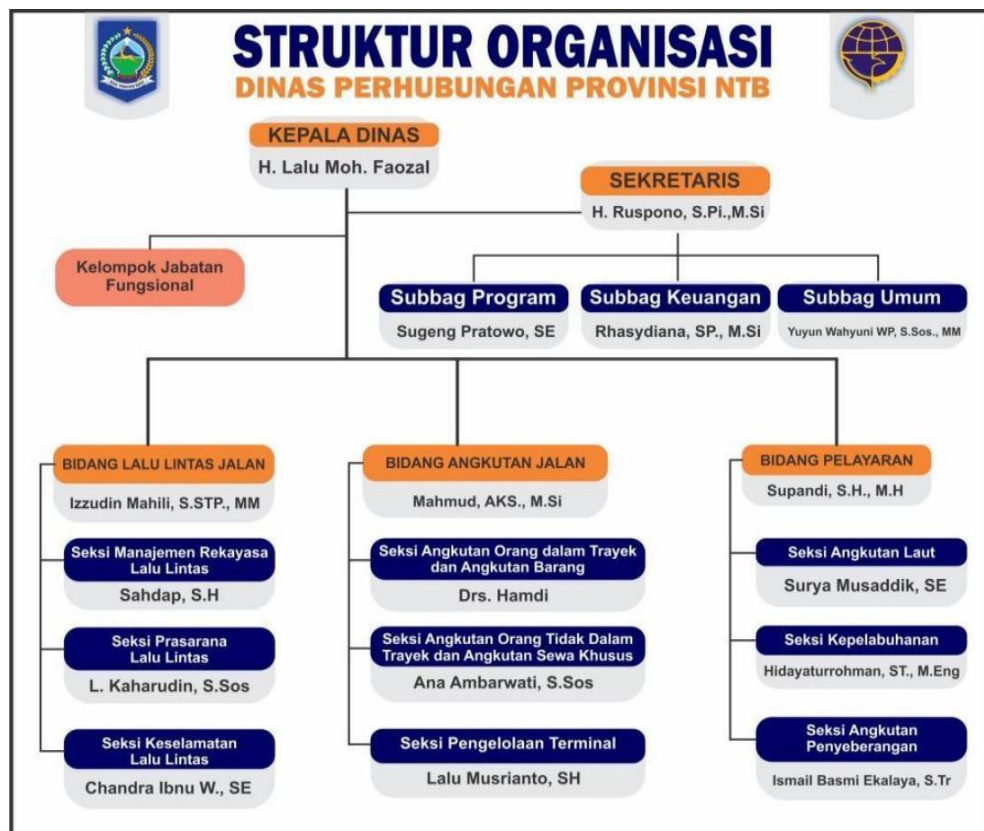 STRUKTUR ORGANISASI
DINAS PERHUBUNGAN PROVINSI NTB
KEPALA DINAS
H. Lalu Moh. Faozal
SEKRETARIS
H. Ruspono, S.Pi.,M.Si
Kelompok Jabatan
Fungsional
Subbag Program
Sugeng Pratowo, SE
Subbag Keuangan
Rhasydiana, SP., M.Si
Subbag Umum
Yuyun Wahyuni WP, S.Sos., MM
BIDANG LALU LINTAS JALAN
Izzudin Mahili, S.STP., MM
Seksi Manajemen Rekayasa
Lalu Lintas
Sahdap, S.H
Seksi Prasarana
Lalu Lintas
L. Kaharudin, S.Sos
Seksi Keselamatan
Lalu Lintas
Chandra Ibnu W., SE
BIDANG ANGKUTAN JALAN
Mahmud, AKS., M.Si
Seksi Angkutan Orang dalam Trayek
dan Angkutan Barang
Drs. Hamdi
Seksi Angkutan Orang Tidak Dalam
Trayek dan Angkutan Sewa Khusus
Ana Ambarwati, S.Sos
Seksi Pengelolaan Terminal
Lalu Musrianto, SH
BIDANG PELAYARAN
Supandi, S.H., M.H
Seksi Angkutan Laut
Surya Musaddik, SE
Seksi Kepelabuhanan
Hidayaturrohman, ST., M.Eng
Seksi Angkutan
Penyeberangan
Ismail Basmi Ekalaya, S.Tr